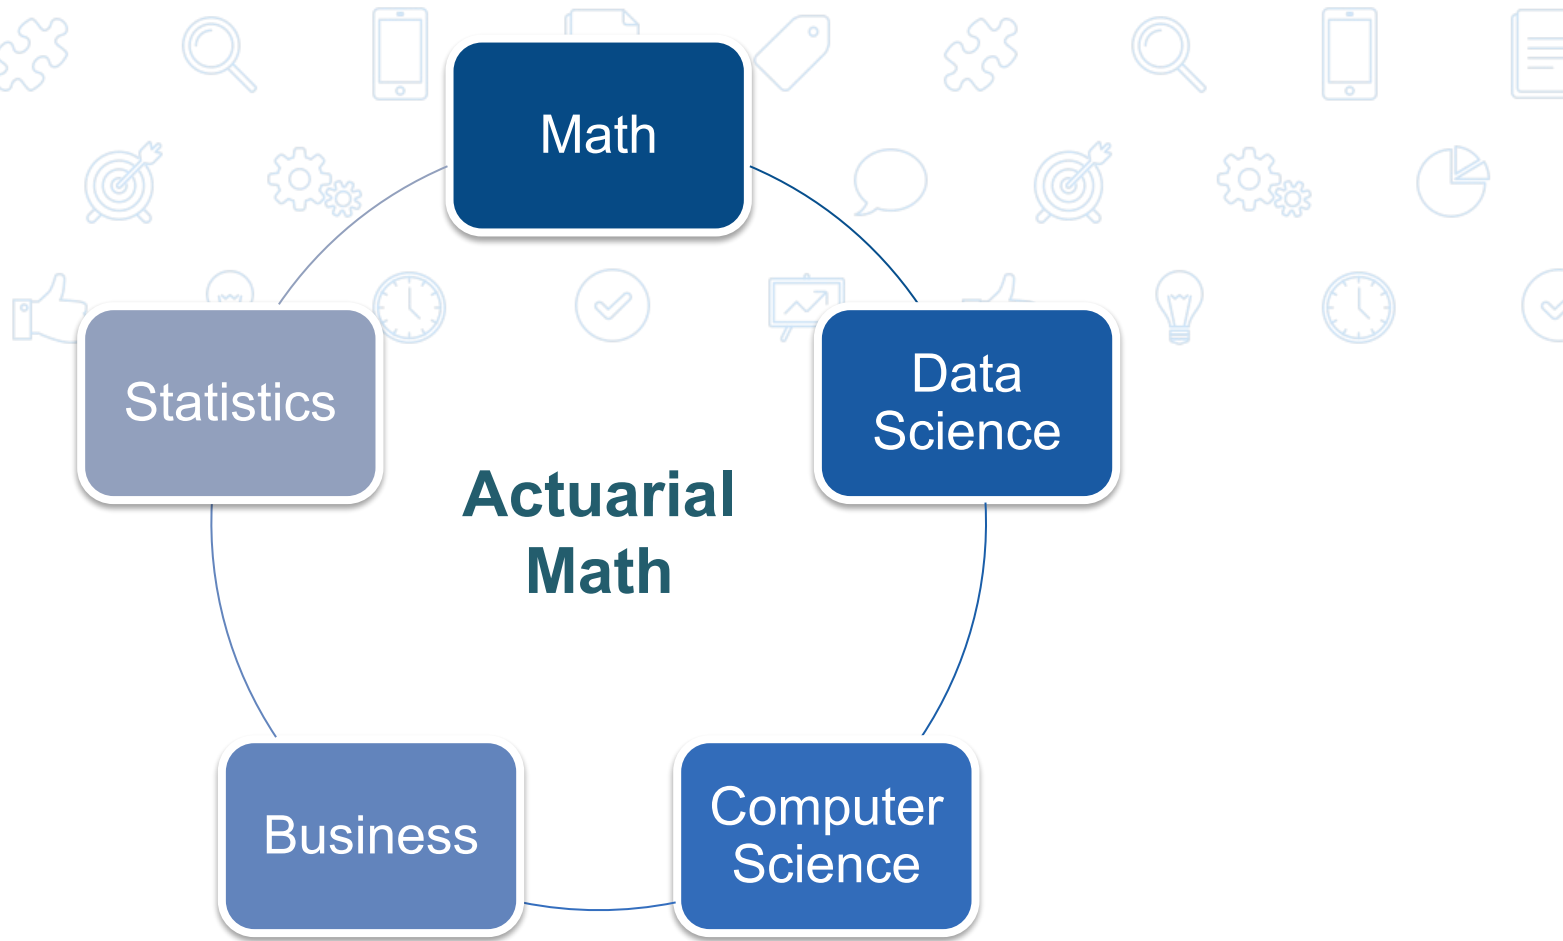 Math
Data
Science
Statistics
Actuarial
Math
Computer
Science
Business